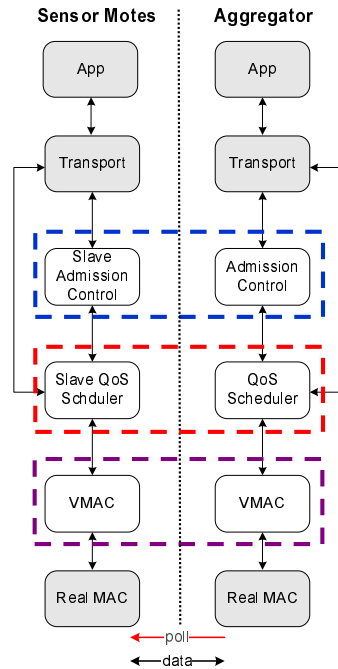 Sensor Motes
Aggregator
App
App
Transport
Transport
Slave
Admission
Control
Admission
Control
Slave QoS
Schduler
QoS
Scheduler
VMAC
VMAC
Real MAC
Real MAC
poll
data